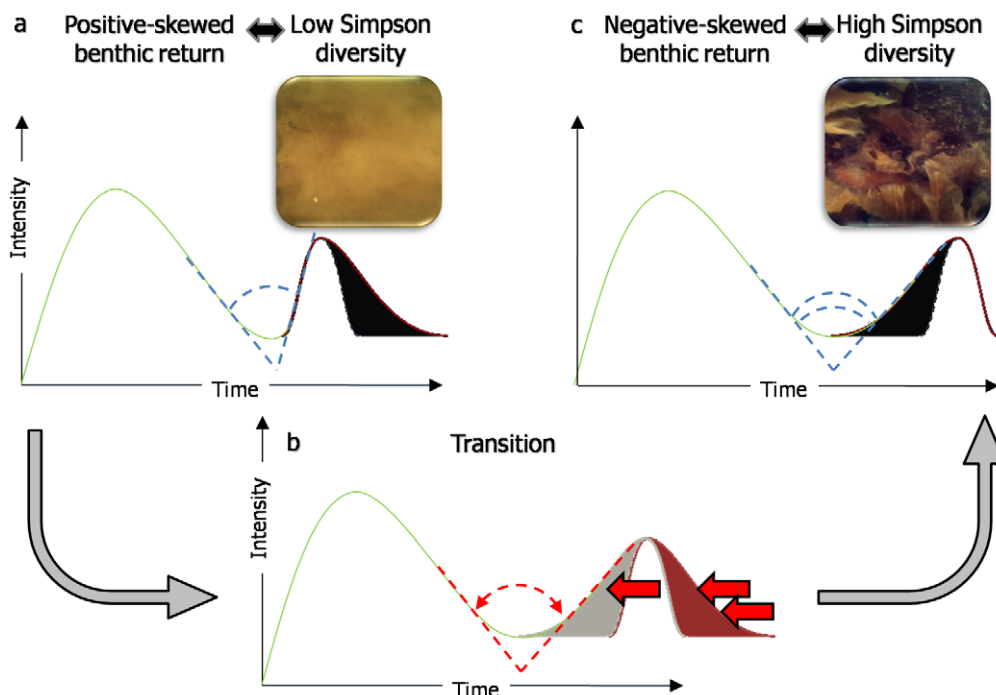 a
Positive-skewed
benthic return
Low Simpson
diversity
Intensity
Time
c
Negative-skewed
benthic return
High Simpson
diversity
Time
b
Transition
Intensity
Time